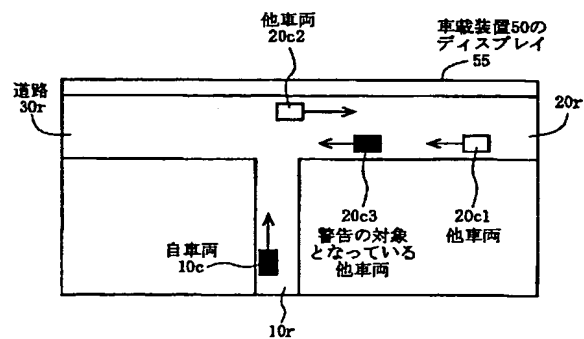 他車両
20c2
車載装置50の
ディスプレイ
55
道路
30r
20r
20c3
警告の対象
となっている
他車両
20c1
他車両
自車両
10c
10r